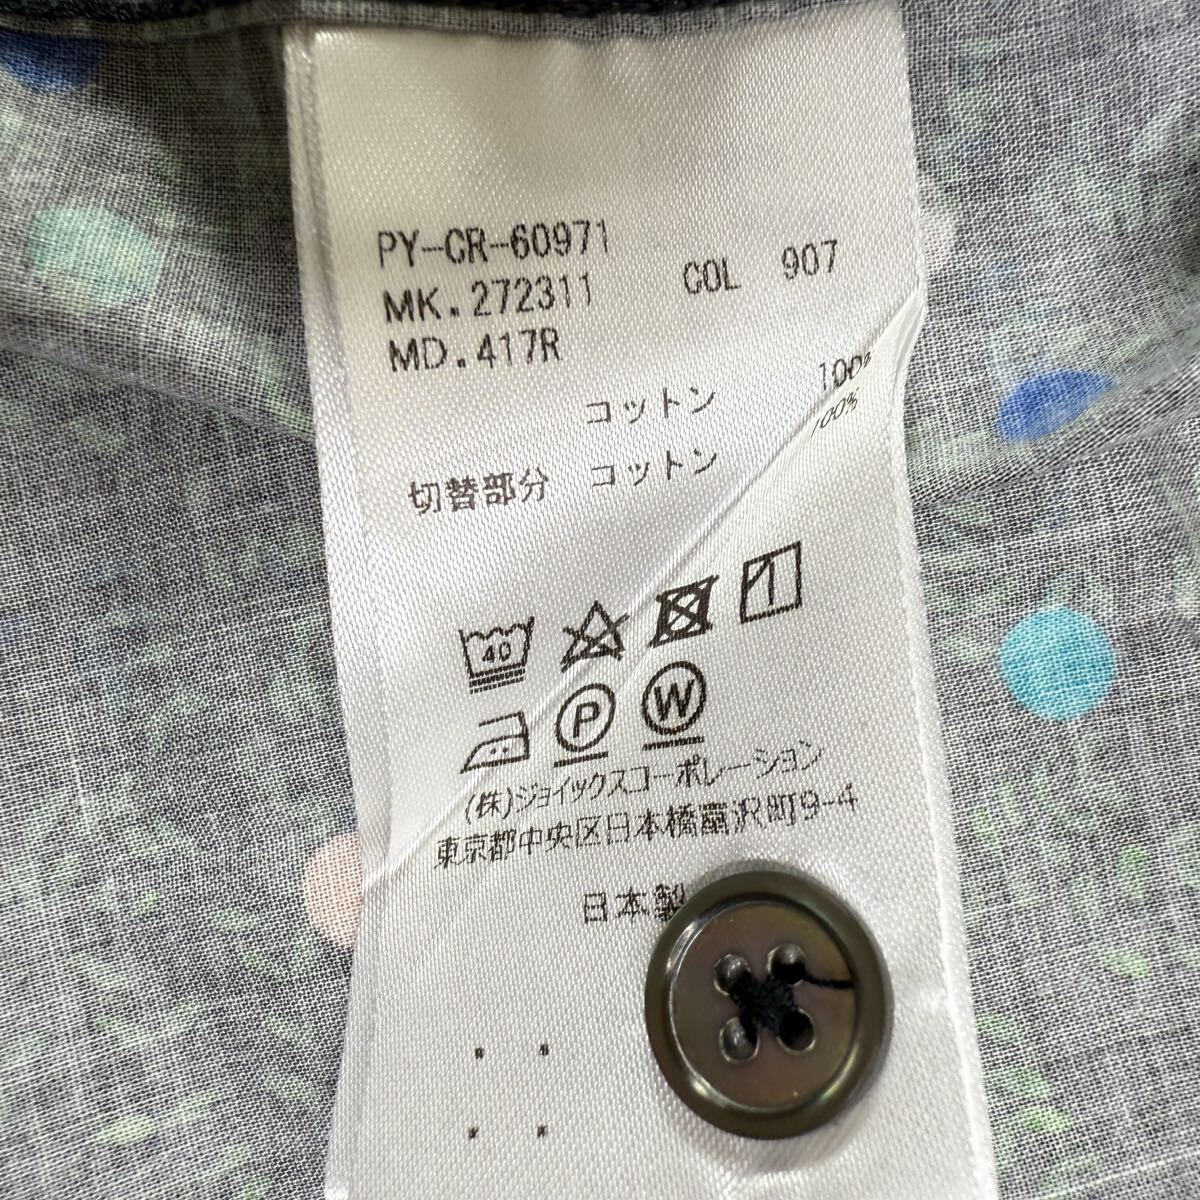 PY-CR-60971
MK.272311 COL 907
MD.417R
コットン 100%
切替部分 コットン 100%
40
P W
(株)ジョイックスコーポレーション
東京都中央区日本橋富沢町9-4
日本製